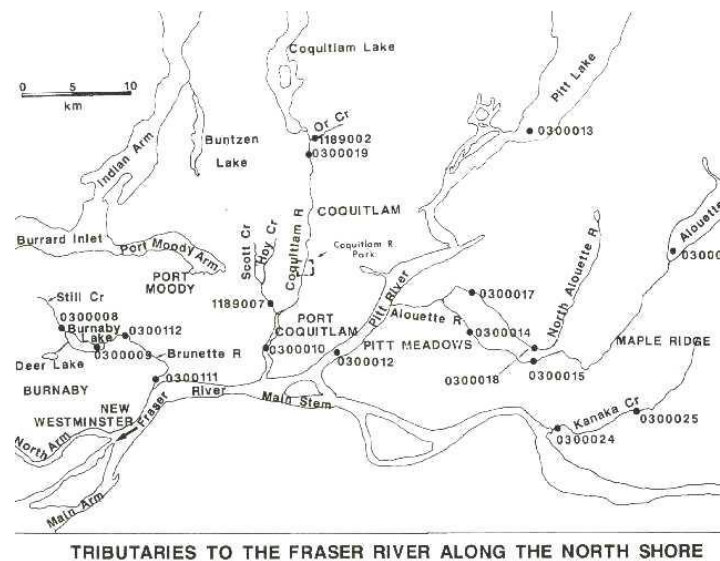 Coquitlam Lake
0 5 10
km
Pitt Lake
Or Cr
1189002
0300019
0300013
Buntzen
Lake
Indian Arm
COQUITLAM
Burrard Inlet
Port Moody Arm
Scott Cr
Hoy Cr
Coquitlam R
Coquitlam R.
Park
North Alouette R
Alouette
PORT
MOODY
Still Cr
0300008
1189007
Pitt River
0300017
Burnaby
Lake
0300112
PORT
COQUITLAM
Alouette R
0300014
Deer Lake
0300009
Brunette R
0300010
0300012
PITT MEADOWS
MAPLE RIDGE
BURNABY
0300111
0300018
0300015
NEW
WESTMINSTER
River
Main Stem
Fraser
Kanaka Cr
0300025
0300024
North Arm
Main Arm
TRIBUTARIES TO THE FRASER RIVER ALONG THE NORTH SHORE